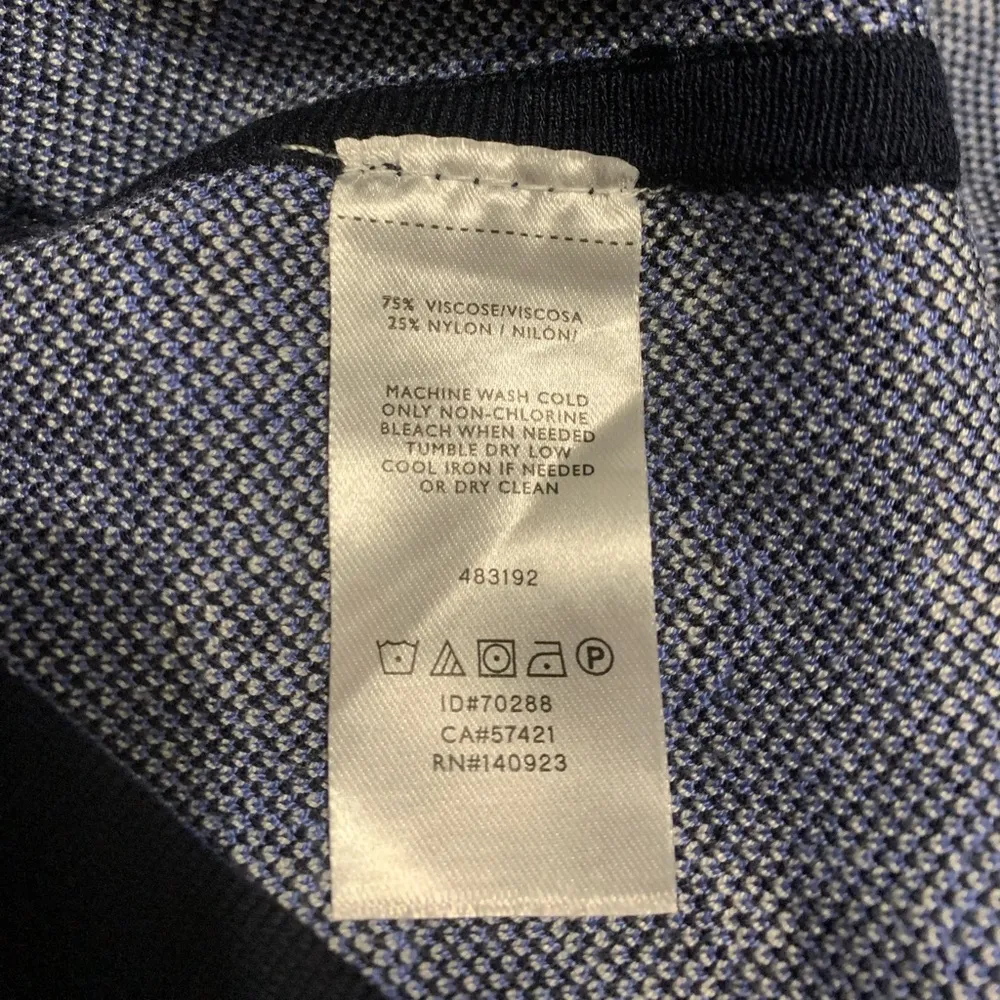 75% VISCOSE/VISCOSA
25% NYLON / NILÓN/
MACHINE WASH COLD
ONLY NON-CHLORINE
BLEACH WHEN NEEDED
TUMBLE DRY LOW
COOL IRON IF NEEDED
OR DRY CLEAN
483192
P
ID#70288
CA#57421
RN#140923